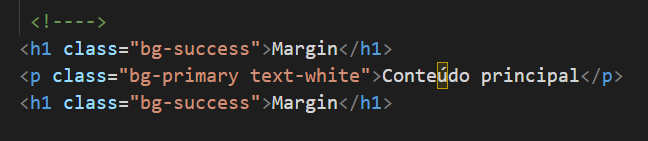 <!---->
<h1 class="bg-success">Margin</h1>
<p class="bg-primary text-white">Conteúdo principal</p>
<h1 class="bg-success">Margin</h1>